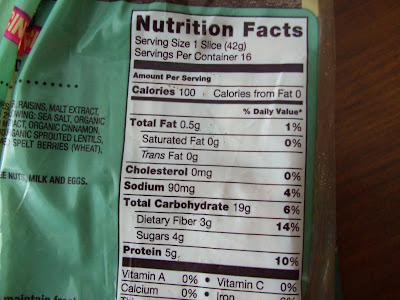 Nutrition Facts
Serving Size 1 Slice (42g)
Servings Per Container 16
Amount Per Serving
Calories 100 Calories from Fat 0
% Daily Value*
Total Fat 0.5g 1%
Saturated Fat 0g 0%
Trans Fat 0g
Cholesterol 0mg 0%
Sodium 90mg 4%
Total Carbohydrate 19g 6%
Dietary Fiber 3g 14%
Sugars 4g
Protein 5g 10%
Vitamin A 0% • Vitamin C 0%
Calcium 0% • Iron
RAISINS, MALT EXTRACT,
SEA SALT, ORGANIC
ORGANIC CINNAMON,
SPROUTED LENTILS,
SPELT BERRIES (WHEAT),
NUTS, MILK AND EGGS.
maintain